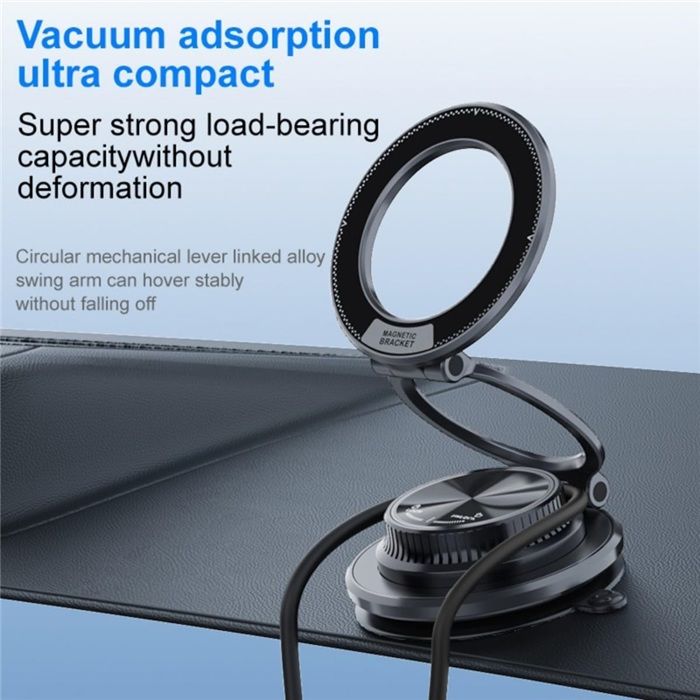 Vacuum adsorption
ultra compact
Super strong load-bearing
capacitywithout
deformation
Circular mechanical lever linked alloy
swing arm can hover stably
without falling off
MAGNETIC
BRACKET